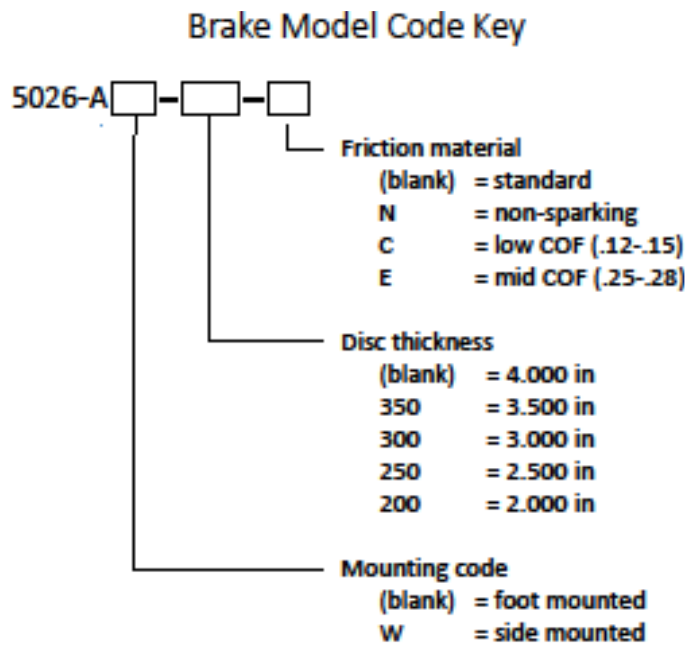 Brake Model Code Key
5026-A - -
Friction material
(blank) = standard
N = non-sparking
C = low COF (.12-.15)
E = mid COF (.25-.28)
Disc thickness
(blank) = 4.000 in
350 = 3.500 in
300 = 3.000 in
250 = 2.500 in
200 = 2.000 in
Mounting code
(blank) = foot mounted
W = side mounted